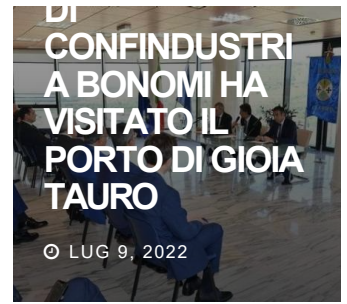 DI
CONFINDUSTRI
A BONOMI HA
VISITATO IL
PORTO DI GIOIA
TAURO
LUG 9, 2022